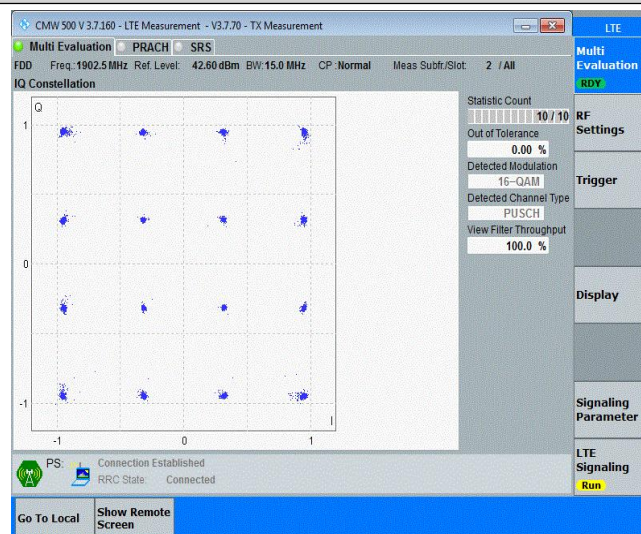 CMW 500 V 3.7.160 - LTE Measurement - V3.7.70 - TX Measurement
LTE
Multi Evaluation PRACH SRS
Multi
Evaluation
RDY
FDD Freq.:1902.5 MHz Ref. Level: 42.60 dBm BW:15.0 MHz CP :Normal Meas Subfr./Slot: 2 / All
IQ Constellation
Q
1
0
-1
-1 0 1
I
Statistic Count
10 / 10
Out of Tolerance
0.00 %
Detected Modulation
16-QAM
Detected Channel Type
PUSCH
View Filter Throughput
100.0 %
RF
Settings
Trigger
Display
Signaling
Parameter
LTE
Signaling
Run
PS: Connection Established
RRC State: Connected
Go To Local
Show Remote
Screen